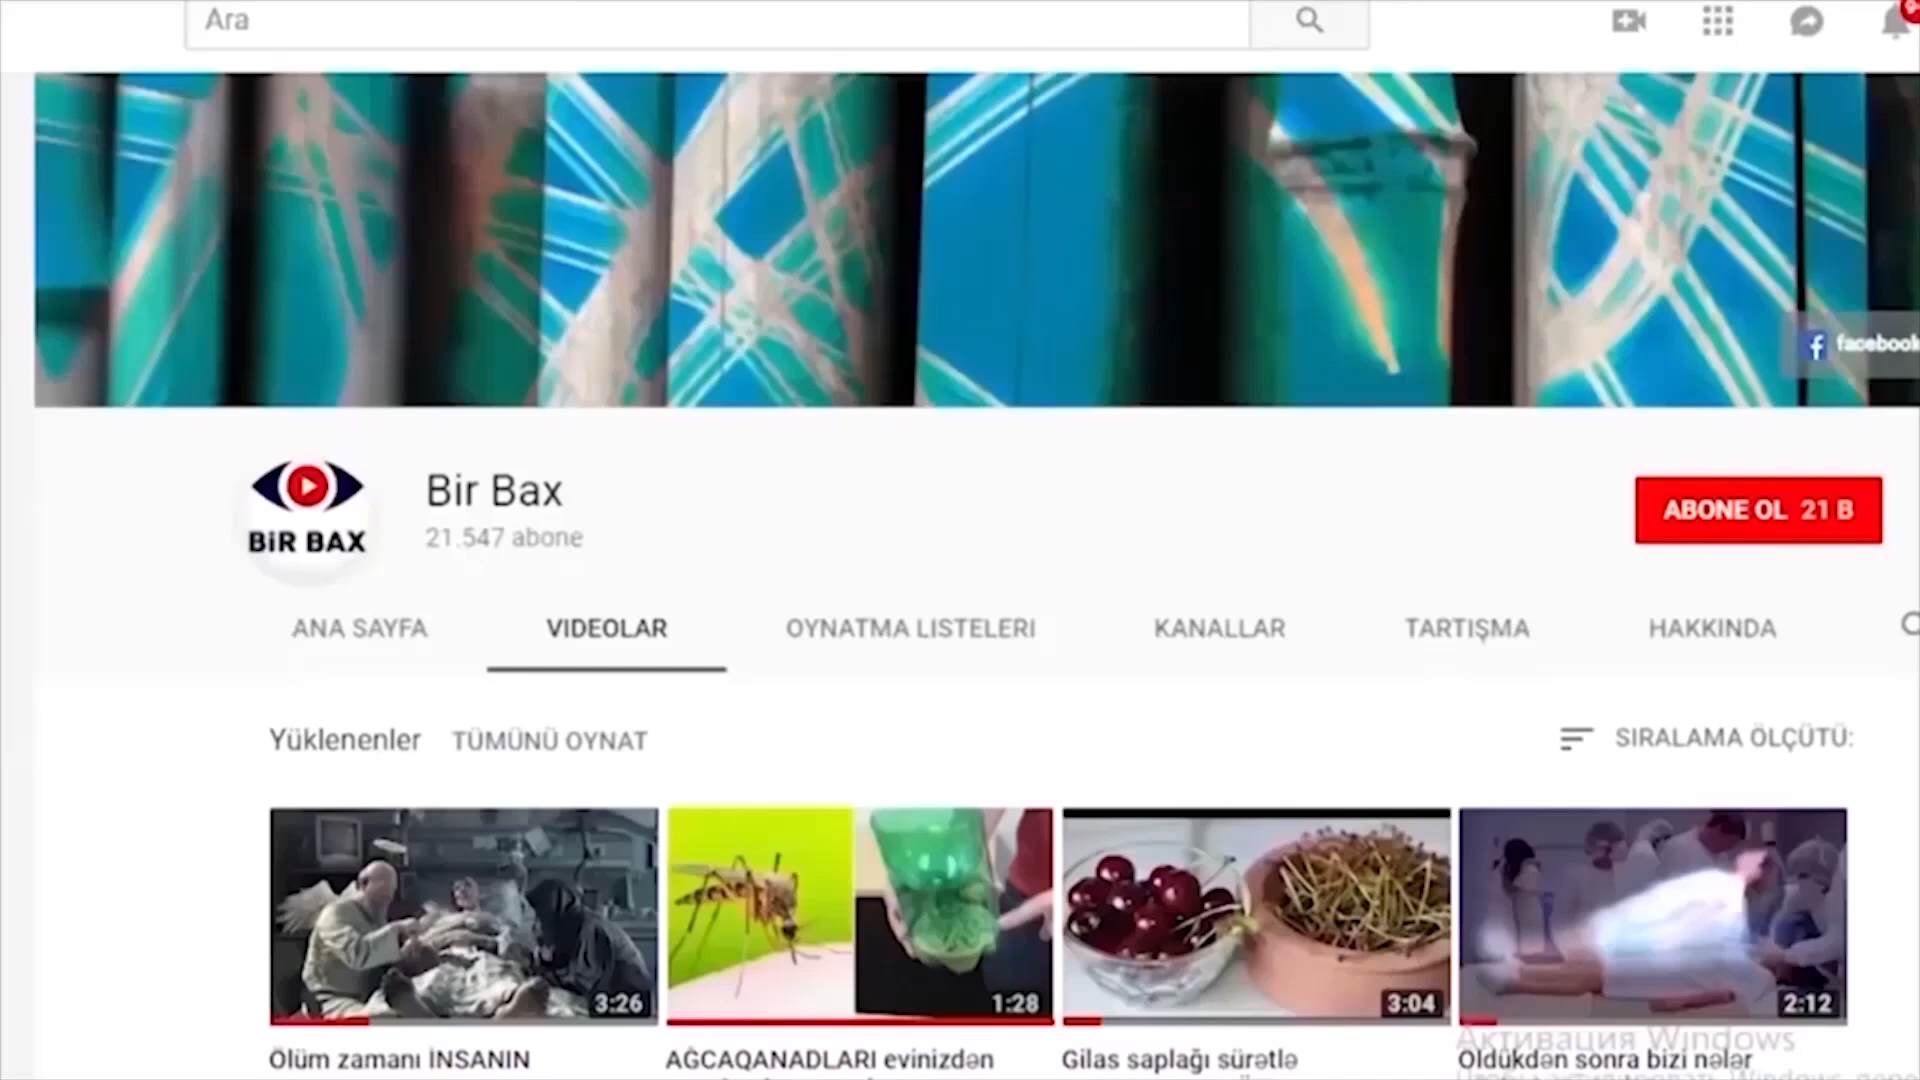 Ara
9+
facebook
BİR BAX
Bir Bax
21.547 abone
ABONE OL 21 B
ANA SAYFA
VIDEOLAR
OYNATMA LISTELERI
KANALLAR
TARTIŞMA
HAKKINDA
Yüklenenler
TÜMÜNÜ OYNAT
SIRALAMA ÖLÇÜTÜ:
3:26
1:28
3:04
2:12
Ölüm zamanı İNSANIN
AĞCAQANADLARI evinizdən
Gilas saplağı sürətlə
Öldükdən sonra bizi nələr
Активация Windows